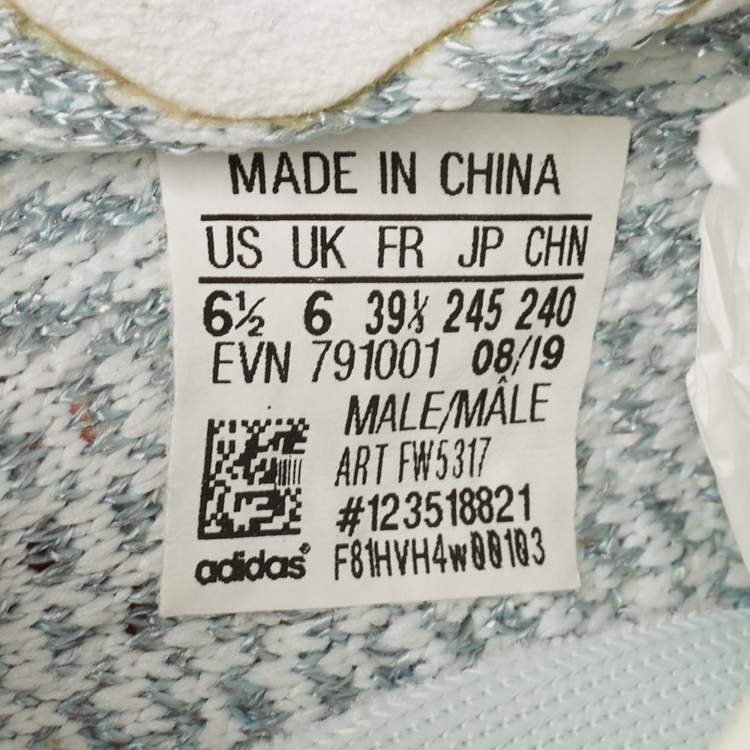 MADE IN CHINA
US UK FR JP CHN
6½ 6 39⅓ 245 240
EVN 791001 08/19
MALE/MÂLE
ART FW5317
#123518821
F81HVH4W00103
adidas®